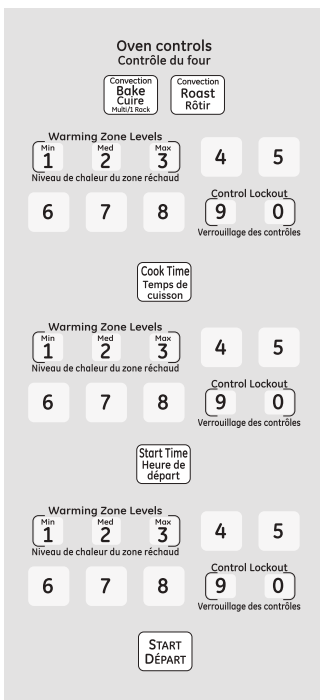 Oven controls
Contrôle du four
Convection
Bake
Cuire
Multi/1 Rack
Convection
Roast
Rôtir
Warming Zone Levels
Min Med Max
1 2 3 4 5
Niveau de chaleur du zone réchaud
Control Lockout
6 7 8 9 0
Verrouillage des contrôles
Cook Time
Temps de
cuisson
Warming Zone Levels
Min Med Max
1 2 3 4 5
Niveau de chaleur du zone réchaud
Control Lockout
6 7 8 9 0
Verrouillage des contrôles
Start Time
Heure de
départ
Warming Zone Levels
Min Med Max
1 2 3 4 5
Niveau de chaleur du zone réchaud
Control Lockout
6 7 8 9 0
Verrouillage des contrôles
START
DÉPART